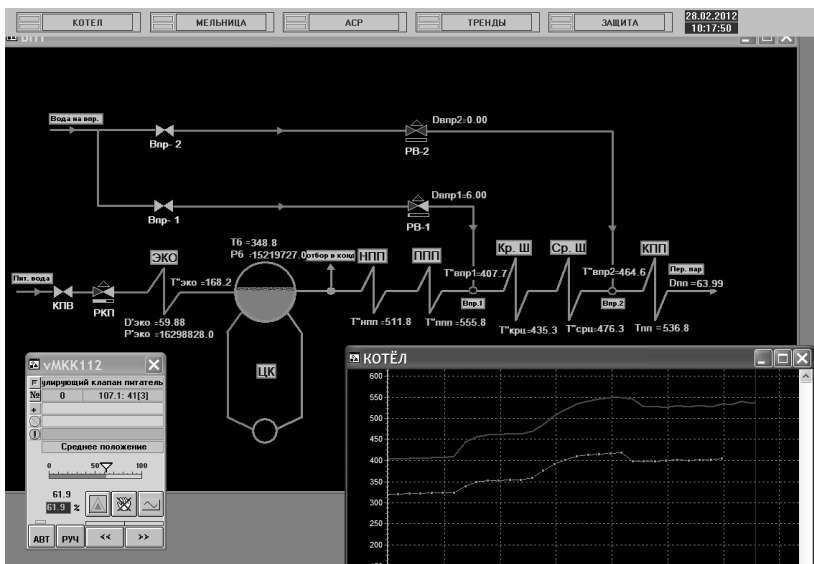 КОТЕЛ
МЕЛЬНИЦА
АСР
ТРЕНДЫ
ЗАЩИТА
28.02.2012
10:17:50
Вода на впр.
Впр- 2
Dвпр2=0.00
РВ-2
Впр- 1
Dвпр1=6.00
РВ-1
Tб =348.8
Pб =15219727.0
отбор в конд
ЭКО
НПП
ППП
Кр. Ш
Ср. Ш
КПП
T"эко =168.2
T"впр1=407.7
T"впр2=464.6
Пит. вода
Пер. пар
Dпп =63.99
КПВ
РКП
Впр.1
Впр.2
D'эко =59.88
P'эко =16298828.0
T"нпп =511.8
T"ппп =555.8
T"крш=435.3
T"срш=476.3
Tпп =536.8
ЦК
vMKK112
улирующий клапан питатель
№ 0 107.1: 41[3]
+
Среднее положение
0 50 100
61.9
61.9 %
АВТ РУЧ << >>
КОТЁЛ
600
550
500
450
400
350
300
250
200